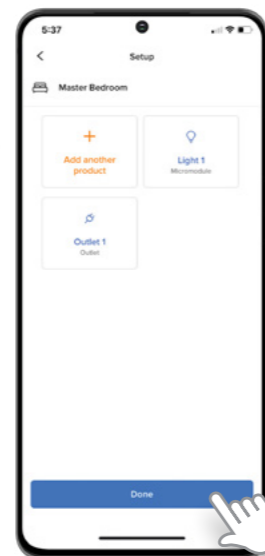 5:37
Setup
Master Bedroom
+
Add another
product
Light 1
Micromodule
Outlet 1
Outlet
Done